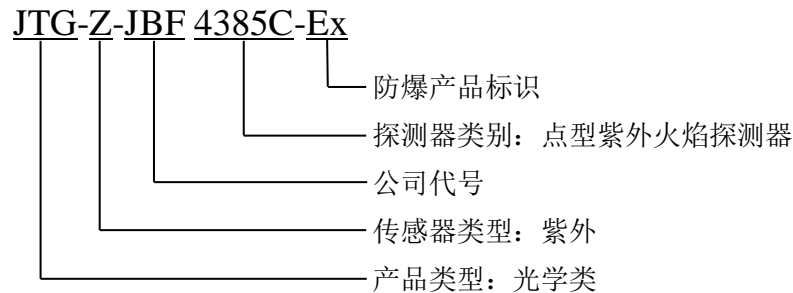 JTG-Z-JBF 4385C-Ex
防爆产品标识
探测器类别：点型紫外火焰探测器
公司代号
传感器类型：紫外
产品类型：光学类